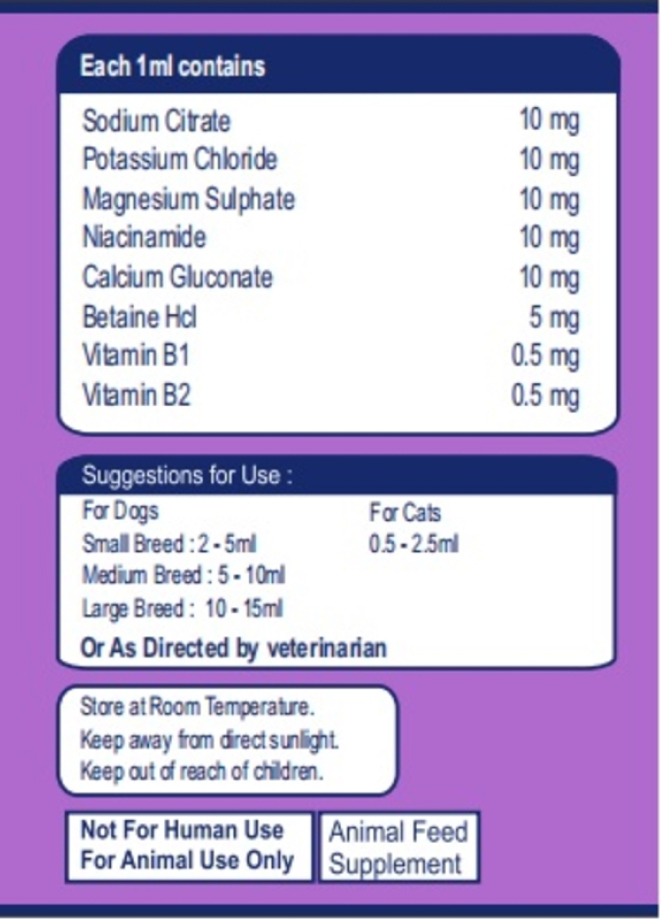 Each 1ml contains
Sodium Citrate 10 mg
Potassium Chloride 10 mg
Magnesium Sulphate 10 mg
Niacinamide 10 mg
Calcium Gluconate 10 mg
Betaine Hcl 5 mg
Vitamin B1 0.5 mg
Vitamin B2 0.5 mg
Suggestions for Use :
For Dogs For Cats
Small Breed : 2 - 5ml 0.5 - 2.5ml
Medium Breed : 5 - 10ml
Large Breed : 10 - 15ml
Or As Directed by veterinarian
Store at Room Temperature.
Keep away from direct sunlight.
Keep out of reach of children.
Not For Human Use
For Animal Use Only
Animal Feed
Supplement